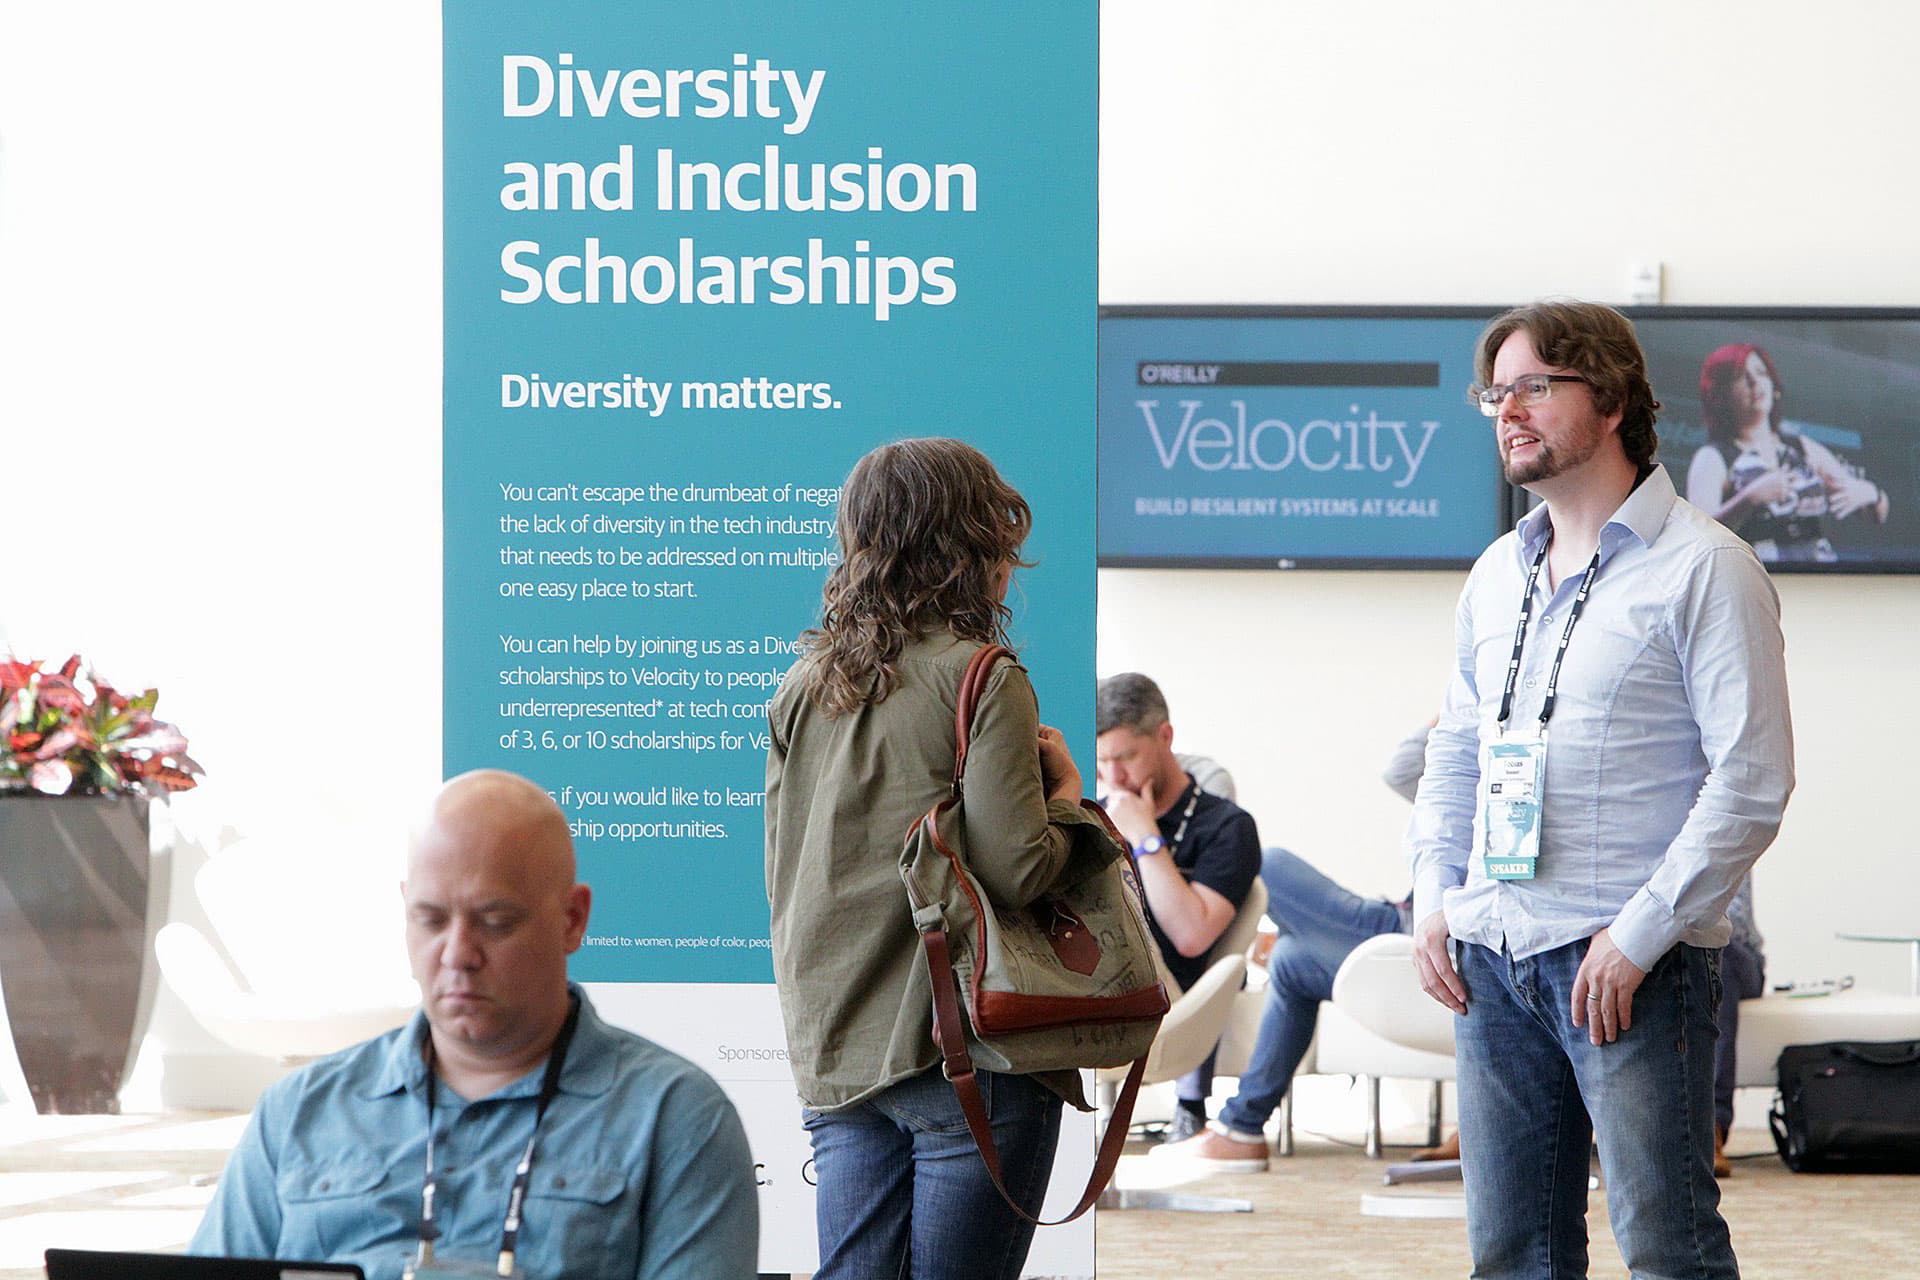 Diversity
and Inclusion
Scholarships
Diversity matters.
You can't escape the drumbeat of negat
the lack of diversity in the tech industry
that needs to be addressed on multiple
one easy place to start.
You can help by joining us as a Dive
scholarships to Velocity to people
underrepresented* at tech conf
of 3, 6, or 10 scholarships for Ve
s if you would like to learn
ship opportunities.
t limited to: women, people of color, peop
Sponsored
c.
O'REILLY
Velocity
BUILD RESILIENT SYSTEMS AT SCALE
LG
Microsoft
Microsoft
Tobias
SPEAKER